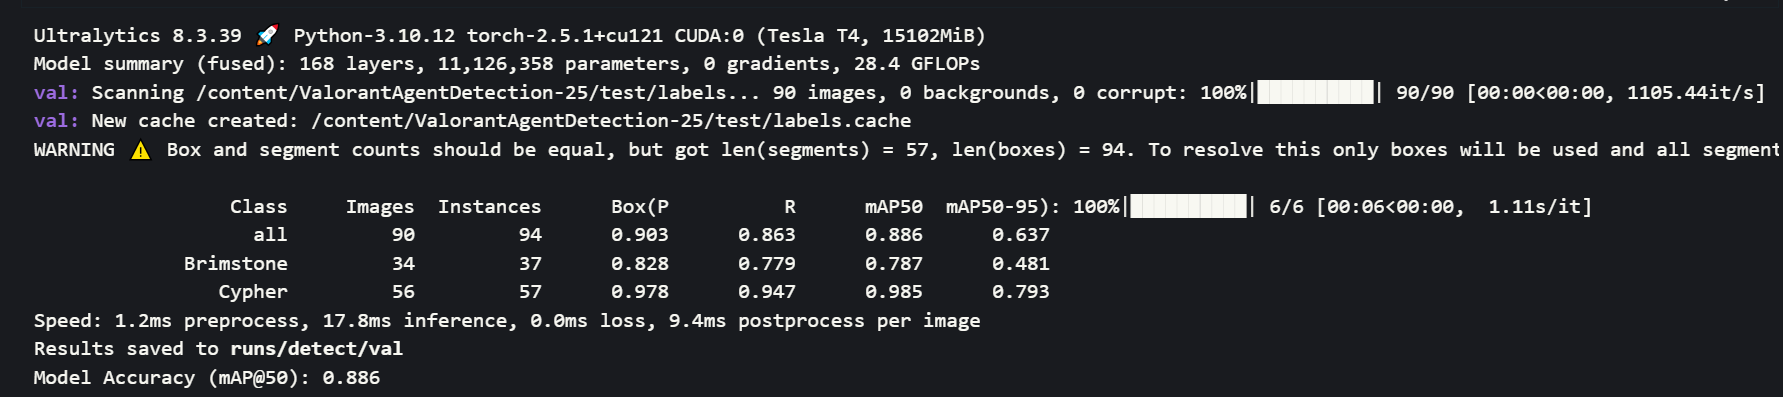 Ultralytics 8.3.39 🚀 Python-3.10.12 torch-2.5.1+cu121 CUDA:0 (Tesla T4, 15102MiB)
Model summary (fused): 168 layers, 11,126,358 parameters, 0 gradients, 28.4 GFLOPs
val: Scanning /content/ValorantAgentDetection-25/test/labels... 90 images, 0 backgrounds, 0 corrupt: 100%|██████████| 90/90 [00:00<00:00, 1105.44it/s]
val: New cache created: /content/ValorantAgentDetection-25/test/labels.cache
WARNING ⚠️ Box and segment counts should be equal, but got len(segments) = 57, len(boxes) = 94. To resolve this only boxes will be used and all segment
Class Images Instances Box(P R mAP50 mAP50-95): 100%|██████████| 6/6 [00:06<00:00, 1.11s/it]
all 90 94 0.903 0.863 0.886 0.637
Brimstone 34 37 0.828 0.779 0.787 0.481
Cypher 56 57 0.978 0.947 0.985 0.793
Speed: 1.2ms preprocess, 17.8ms inference, 0.0ms loss, 9.4ms postprocess per image
Results saved to runs/detect/val
Model Accuracy (mAP@50): 0.886